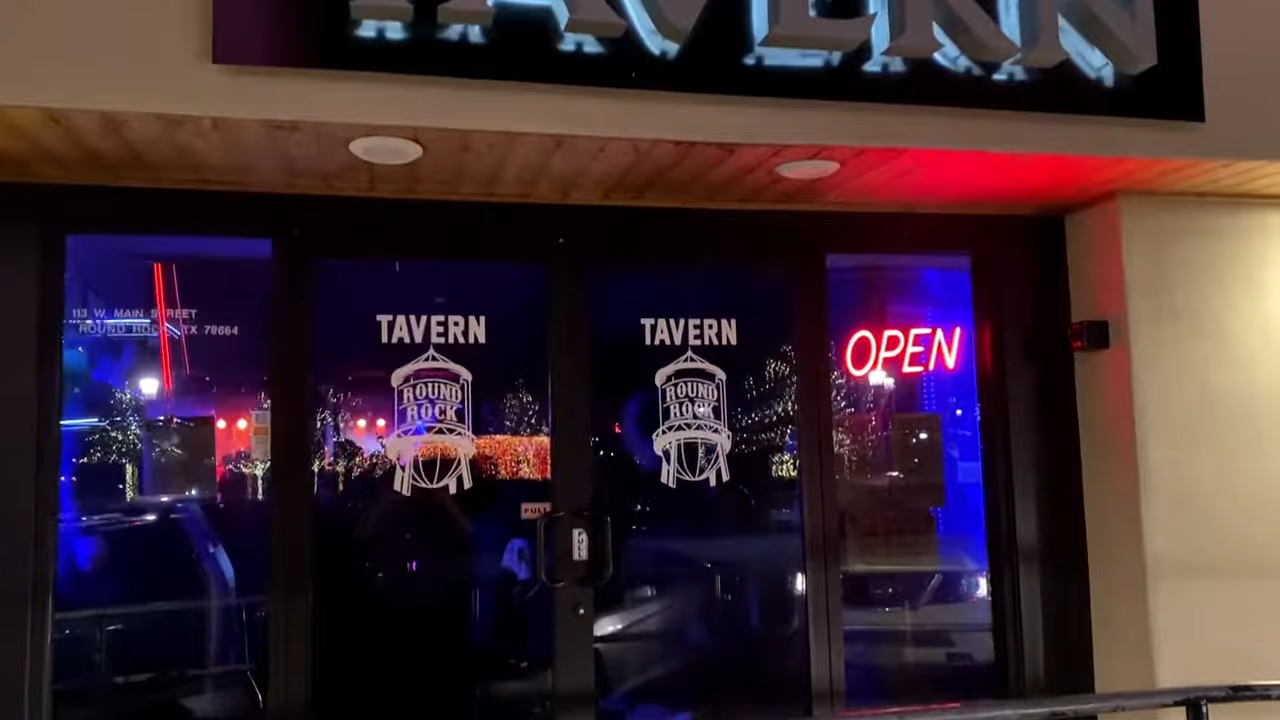 TAVERN
113 W. MAIN STREET
ROUND ROCK, TX 78664
TAVERN
ROUND
ROCK
TAVERN
ROUND
ROCK
OPEN
PULL